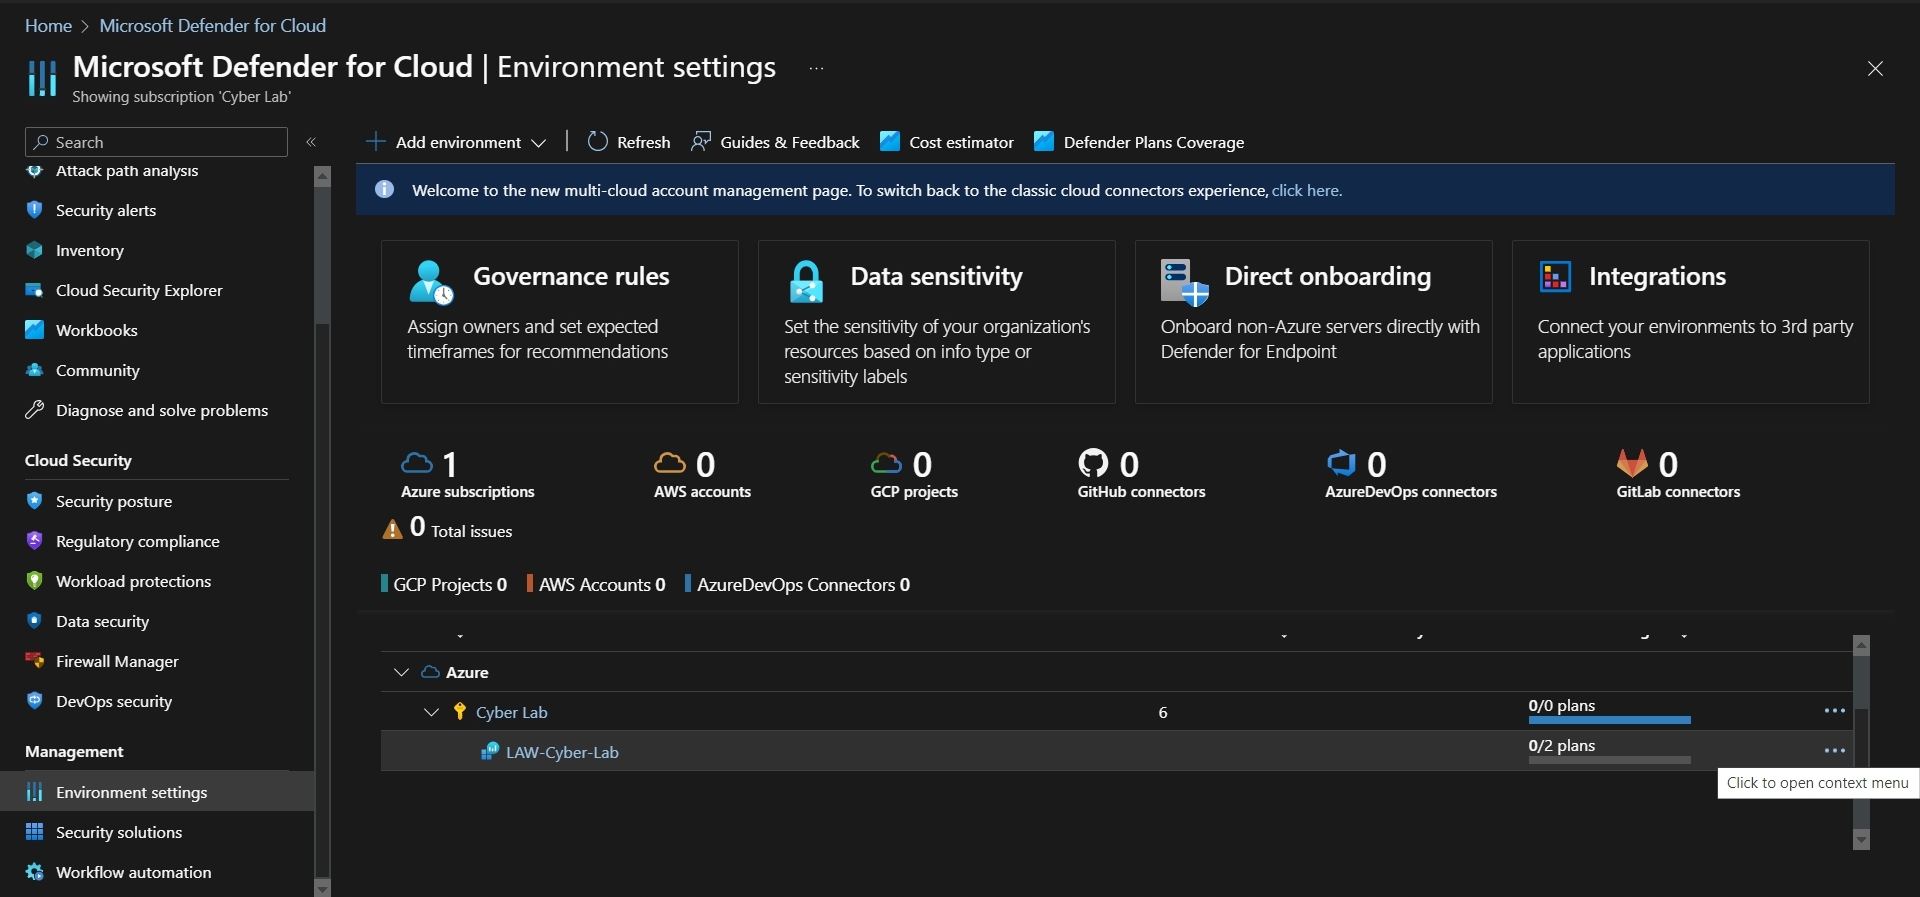 Home > Microsoft Defender for Cloud
Microsoft Defender for Cloud | Environment settings ...
Showing subscription 'Cyber Lab'
Search
«
Attack path analysis
Security alerts
Inventory
Cloud Security Explorer
Workbooks
Community
Diagnose and solve problems
Cloud Security
Security posture
Regulatory compliance
Workload protections
Data security
Firewall Manager
DevOps security
Management
Environment settings
Security solutions
Workflow automation
Add environment | Refresh Guides & Feedback Cost estimator Defender Plans Coverage
Welcome to the new multi-cloud account management page. To switch back to the classic cloud connectors experience, click here.
Governance rules
Assign owners and set expected
timeframes for recommendations
Data sensitivity
Set the sensitivity of your organization's
resources based on info type or
sensitivity labels
Direct onboarding
Onboard non-Azure servers directly with
Defender for Endpoint
Integrations
Connect your environments to 3rd party
applications
1
Azure subscriptions
0
AWS accounts
0
GCP projects
0
GitHub connectors
0
AzureDevOps connectors
0
GitLab connectors
0 Total issues
GCP Projects 0 AWS Accounts 0 AzureDevOps Connectors 0
Azure
Cyber Lab 6 0/0 plans ...
LAW-Cyber-Lab 0/2 plans ...
Click to open context menu